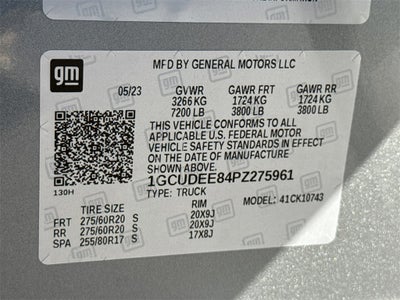 gm
MFD BY GENERAL MOTORS LLC
05/23 GVWR GAWR FRT GAWR RR
3266 KG 1724 KG 1724 KG
7200 LB 3800 LB 3800 LB
THIS VEHICLE CONFORMS TO ALL
APPLICABLE U.S. FEDERAL MOTOR
VEHICLE SAFETY STANDARDS IN EFFECT
ON THE DATE OF MANUFACTURE
SHOWN ABOVE.
1GCUDEE84PZ275961
130H TYPE: TRUCK
MODEL: 41CK10743
TIRE SIZE RIM
FRT 275/60R20 S 20X9J
RR 275/60R20 S 20X9J
SPA 255/80R17 S 17X8J